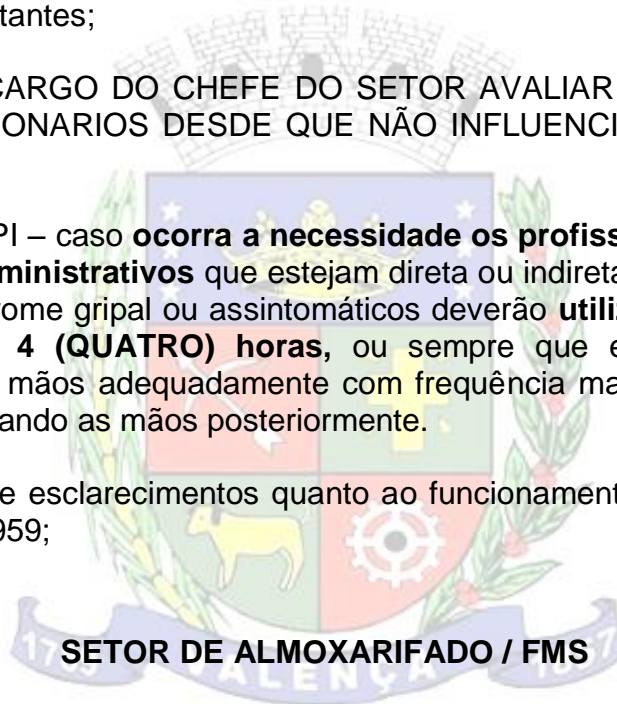 tantes;
CARGO DO CHEFE DO SETOR AVALIAR
IONARIOS DESDE QUE NÃO INFLUENCI
PI – caso ocorra a necessidade os profiss
ministrativos que estejam direta ou indireta
rome gripal ou assintomáticos deverão utiliz
4 (QUATRO) horas, ou sempre que e
mãos adequadamente com frequência ma
ando as mãos posteriormente.
e esclarecimentos quanto ao funcionament
959;
SETOR DE ALMOXARIFADO / FMS
VALENÇA